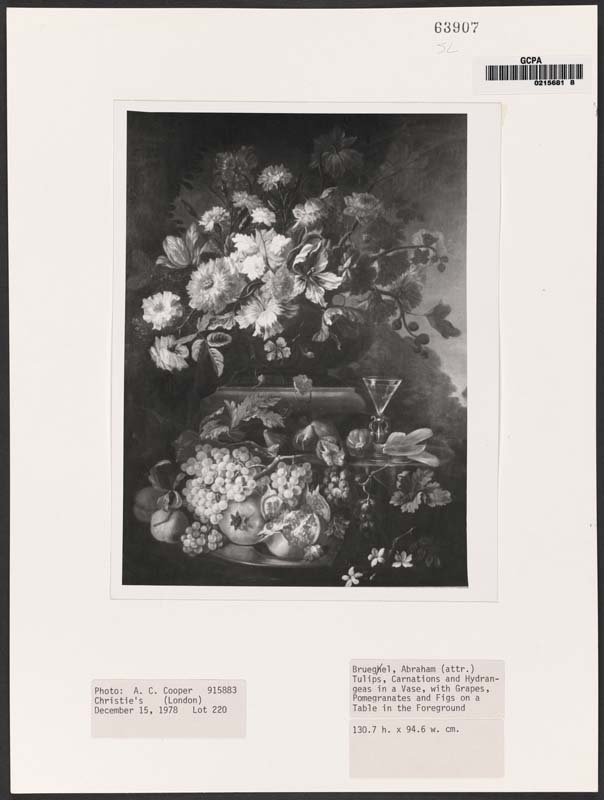 63907
SL
GCPA
0215681 8
Photo: A. C. Cooper 915883
Christie's (London)
December 15, 1978 Lot 220
Brueghel, Abraham (attr.)
Tulips, Carnations and Hydran-
geas in a Vase, with Grapes,
Pomegranates and Figs on a
Table in the Foreground
130.7 h. x 94.6 w. cm.